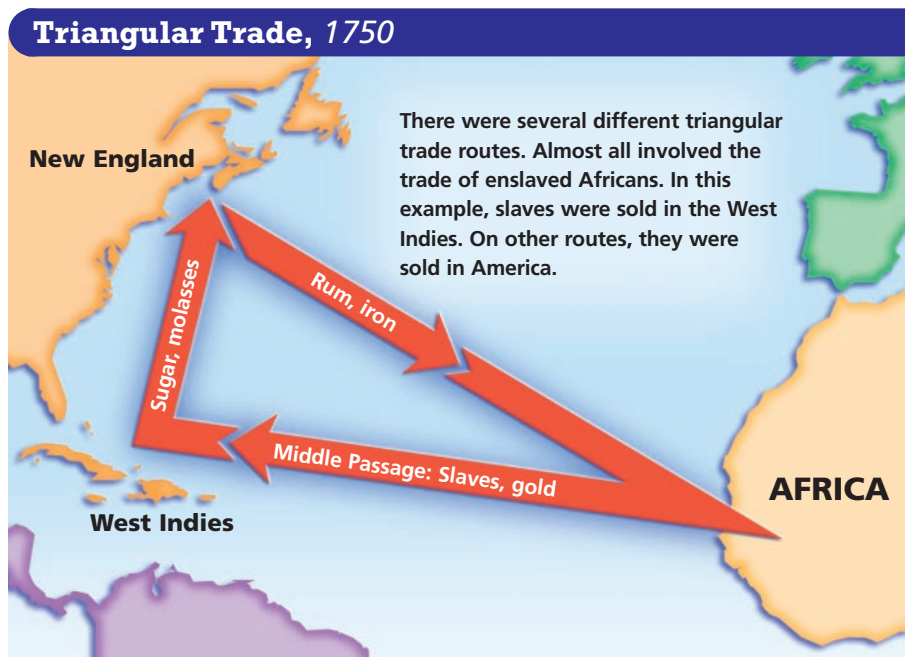 Triangular Trade, 1750
There were several different triangular
trade routes. Almost all involved the
trade of enslaved Africans. In this
example, slaves were sold in the West
Indies. On other routes, they were
sold in America.
New England
Rum, iron
Sugar, molasses
Middle Passage: Slaves, gold
AFRICA
West Indies